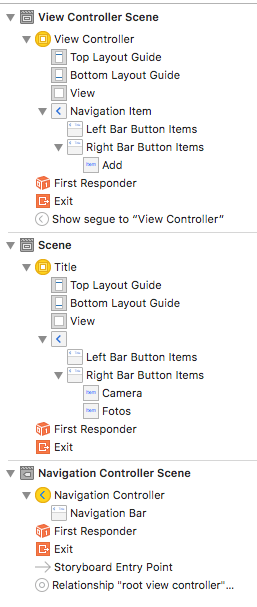 View Controller Scene
View Controller
Top Layout Guide
Bottom Layout Guide
View
Navigation Item
Left Bar Button Items
Right Bar Button Items
Add
First Responder
Exit
Show segue to “View Controller”
Scene
Title
Top Layout Guide
Bottom Layout Guide
View
Left Bar Button Items
Right Bar Button Items
Camera
Fotos
First Responder
Exit
Navigation Controller Scene
Navigation Controller
Navigation Bar
First Responder
Exit
Storyboard Entry Point
Relationship "root view controller"...